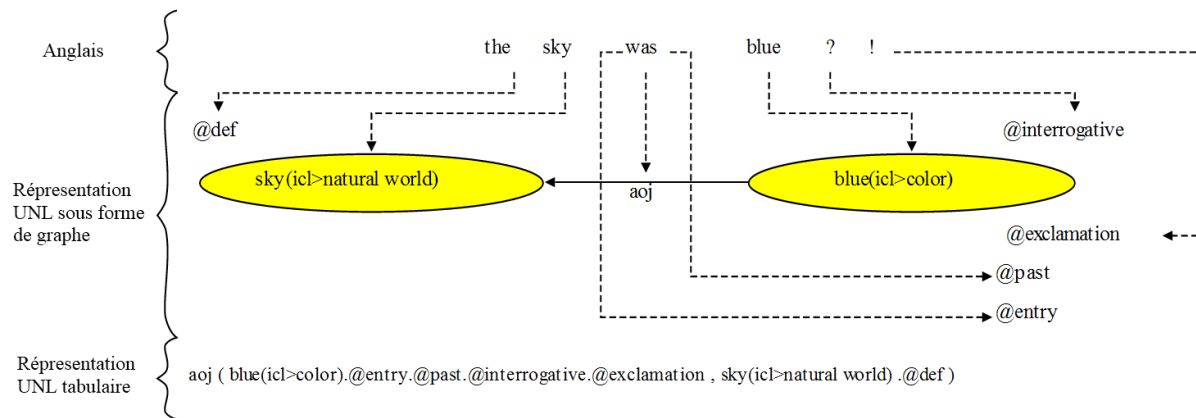 Anglais
the sky was blue ? !
@def
@interrogative
Répresentation
UNL sous forme
de graphe
sky(icl>natural world)
blue(icl>color)
aoj
@exclamation
@past
@entry
Répresentation
UNL tabulaire
aoj ( blue(icl>color).@entry.@past.@interrogative.@exclamation , sky(icl>natural world) .@def )